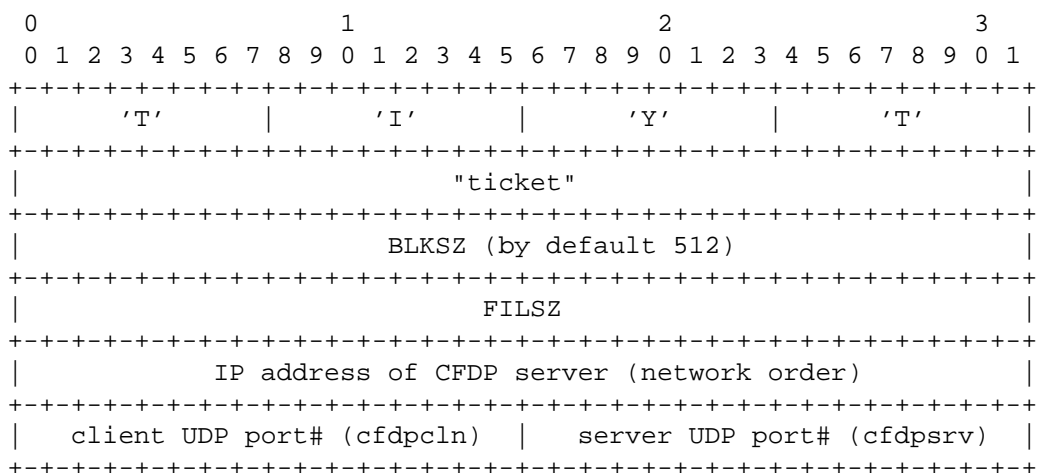 0                   1                   2                   3
 0 1 2 3 4 5 6 7 8 9 0 1 2 3 4 5 6 7 8 9 0 1 2 3 4 5 6 7 8 9 0 1
+-+-+-+-+-+-+-+-+-+-+-+-+-+-+-+-+-+-+-+-+-+-+-+-+-+-+-+-+-+-+-+-+
|      ’T’      |      ’I’      |      ’Y’      |      ’T’      |
+-+-+-+-+-+-+-+-+-+-+-+-+-+-+-+-+-+-+-+-+-+-+-+-+-+-+-+-+-+-+-+-+
|                           "ticket"                            |
+-+-+-+-+-+-+-+-+-+-+-+-+-+-+-+-+-+-+-+-+-+-+-+-+-+-+-+-+-+-+-+-+
|                   BLKSZ (by default 512)                      |
+-+-+-+-+-+-+-+-+-+-+-+-+-+-+-+-+-+-+-+-+-+-+-+-+-+-+-+-+-+-+-+-+
|                             FILSZ                             |
+-+-+-+-+-+-+-+-+-+-+-+-+-+-+-+-+-+-+-+-+-+-+-+-+-+-+-+-+-+-+-+-+
|            IP address of CFDP server (network order)          |
+-+-+-+-+-+-+-+-+-+-+-+-+-+-+-+-+-+-+-+-+-+-+-+-+-+-+-+-+-+-+-+-+
|   client UDP port# (cfdpcln)  |   server UDP port# (cfdpsrv)  |
+-+-+-+-+-+-+-+-+-+-+-+-+-+-+-+-+-+-+-+-+-+-+-+-+-+-+-+-+-+-+-+-+